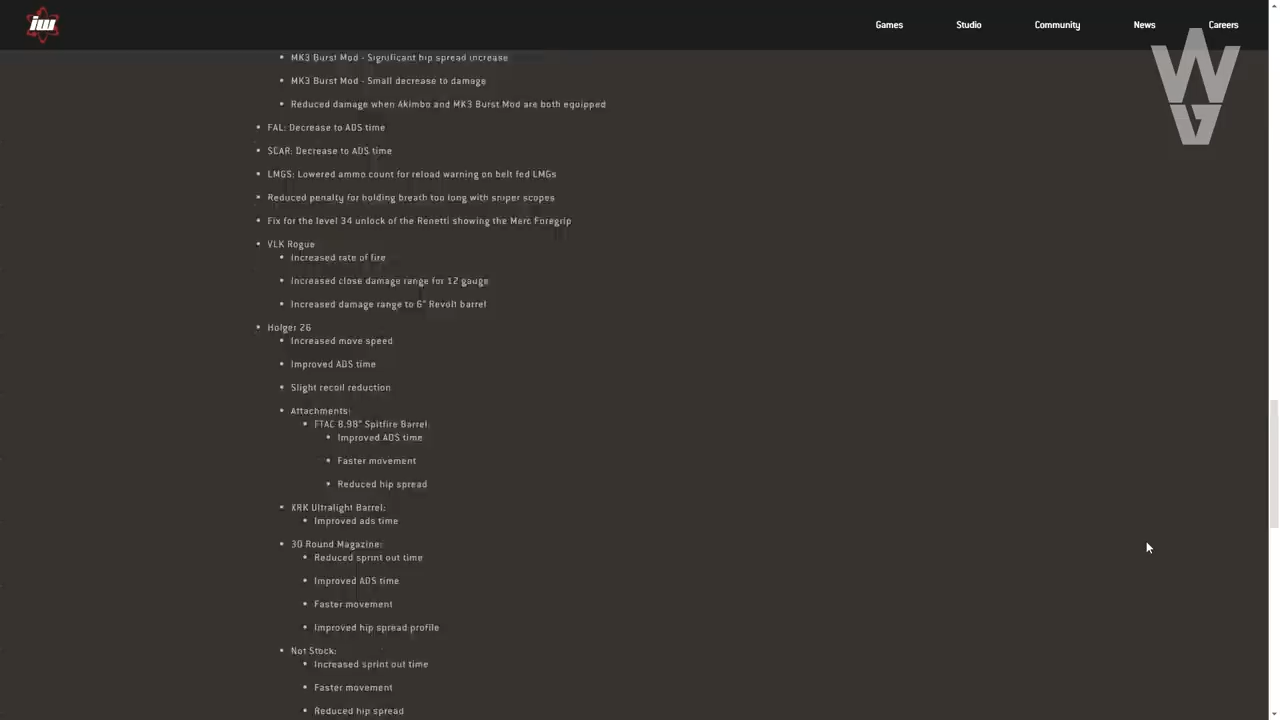 iw
Games
Studio
Community
News
Careers
W
G
MK3 Burst Mod - Significant hip spread increase
MK3 Burst Mod - Small decrease to damage
Reduced damage when Akimbo and MK3 Burst Mod are both equipped
FAL: Decrease to ADS time
SCAR: Decrease to ADS time
LMGS: Lowered ammo count for reload warning on belt fed LMGs
Reduced penalty for holding breath too long with sniper scopes
Fix for the level 34 unlock of the Renetti showing the Merc Foregrip
VLK Rogue
Increased rate of fire
Increased close damage range for 12 gauge
Increased damage range to 6" Revolt barrel
Holger 26
Increased move speed
Improved ADS time
Slight recoil reduction
Attachments:
FTAC 8.98" Spitfire Barrel:
Improved ADS time
Faster movement
Reduced hip spread
XRK Ultralight Barrel:
Improved ads time
30 Round Magazine:
Reduced sprint out time
Improved ADS time
Faster movement
Improved hip spread profile
Not Stock:
Increased sprint out time
Faster movement
Reduced hip spread